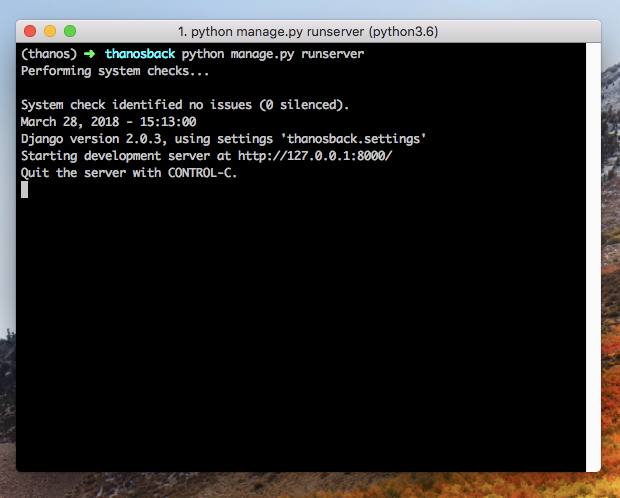 1. python manage.py runserver (python3.6)
(thanos) ➜ thanosback python manage.py runserver
Performing system checks...
System check identified no issues (0 silenced).
March 28, 2018 - 15:13:00
Django version 2.0.3, using settings 'thanosback.settings'
Starting development server at http://127.0.0.1:8000/
Quit the server with CONTROL-C.